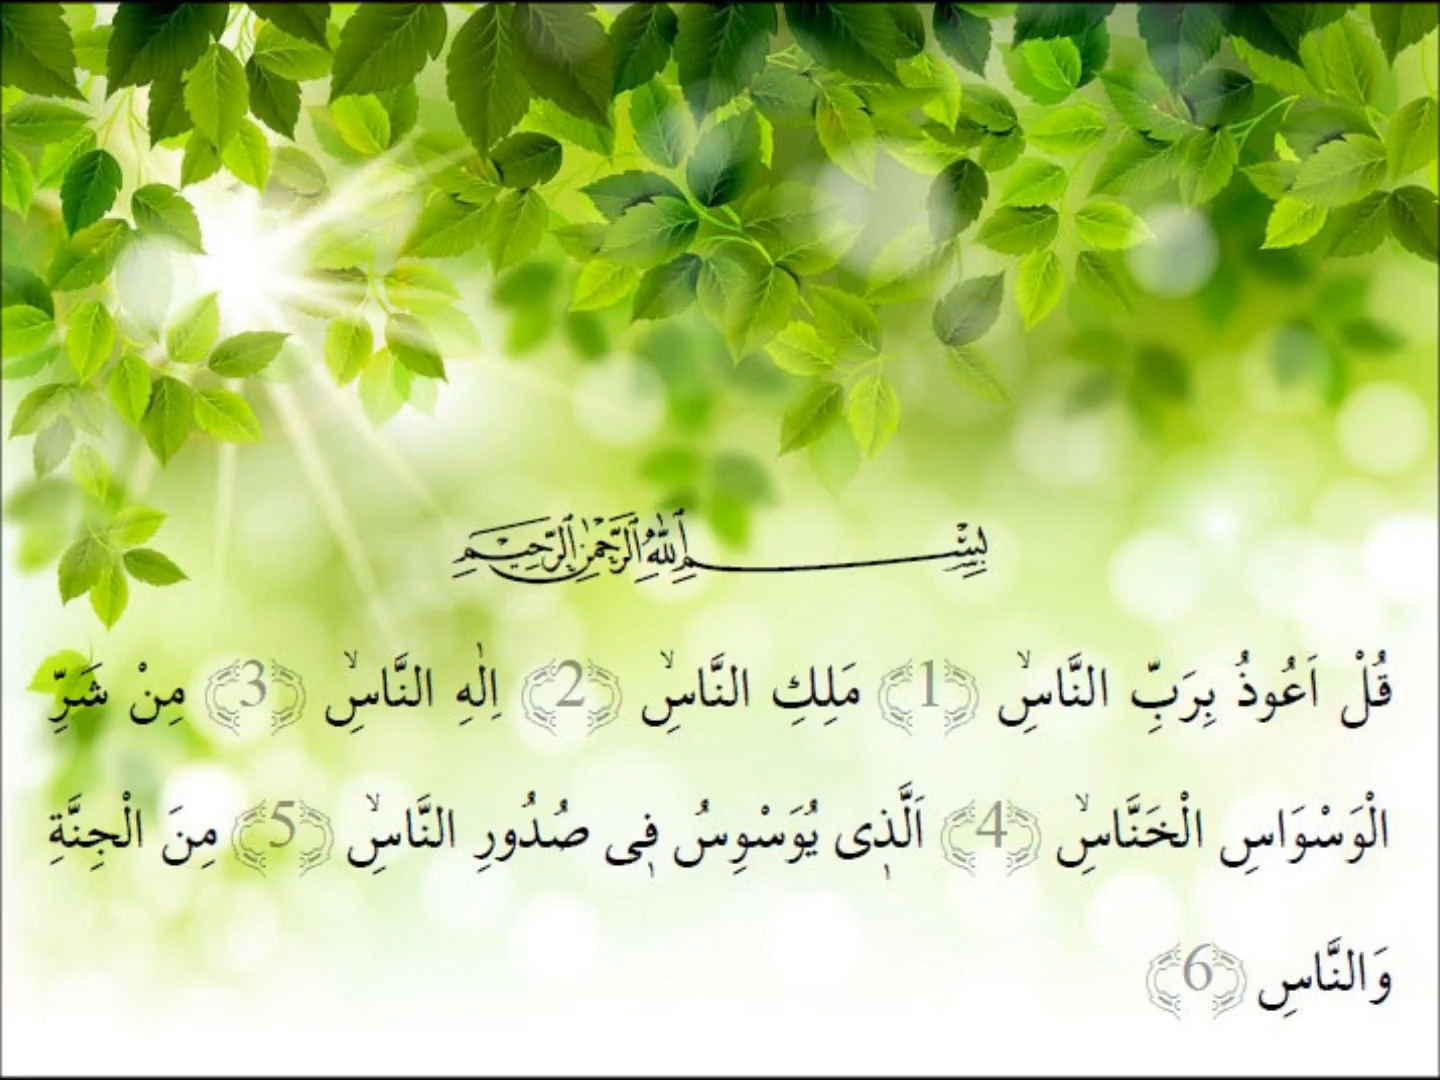 بِسْمِ اللّٰهِ الرَّحْمٰنِ الرَّحِيمِ
قُلْ اَعُوذُ بِرَبِّ النَّاسِۙ ﴿1﴾ مَلِكِ النَّاسِۙ ﴿2﴾ اِلٰهِ النَّاسِۙ ﴿3﴾ مِنْ شَرِّ
الْوَسْوَاسِ الْخَنَّاسِۙ ﴿4﴾ اَلَّذٖى يُوَسْوِسُ فٖى صُدُورِ النَّاسِۙ ﴿5﴾ مِنَ الْجِنَّةِ
وَالنَّاسِ ﴿6﴾